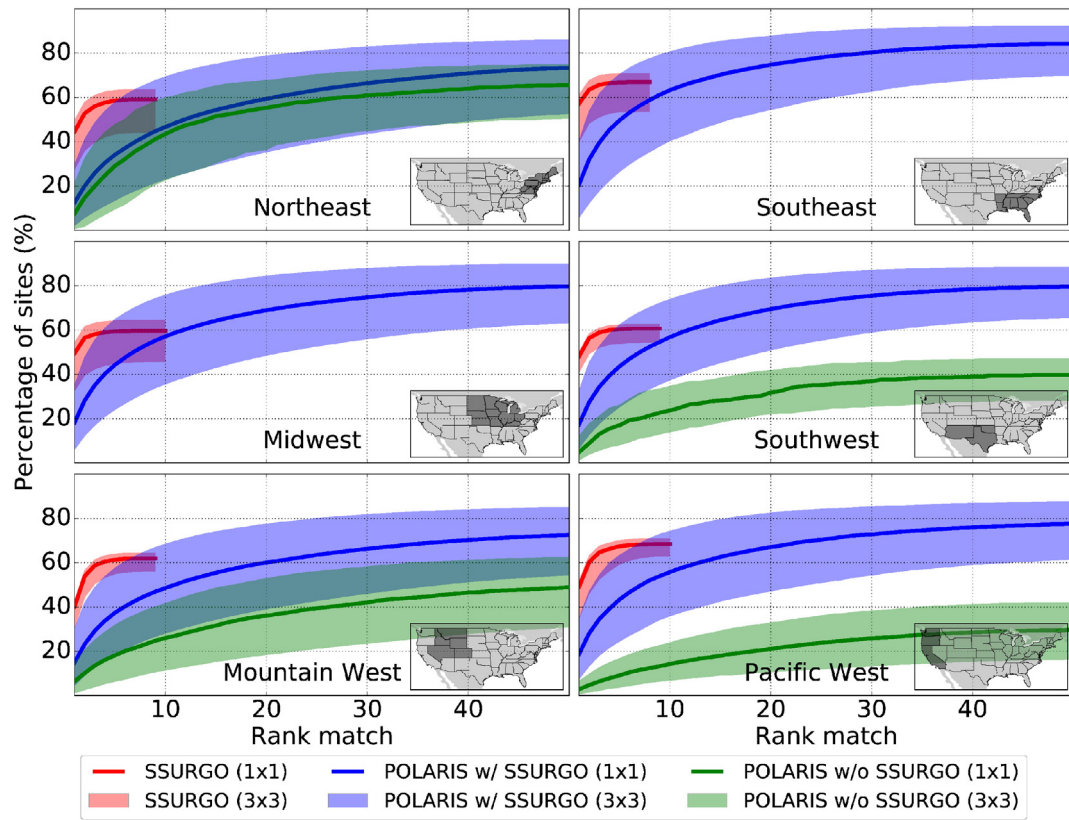 Percentage of sites (%)
80
60
40
20
Northeast
Southeast
80
60
40
20
Midwest
Southwest
80
60
40
20
Mountain West
Pacific West
10 20 30 40
10 20 30 40
Rank match
Rank match
SSURGO (1x1)
POLARIS w/ SSURGO (1x1)
POLARIS w/o SSURGO (1x1)
SSURGO (3x3)
POLARIS w/ SSURGO (3x3)
POLARIS w/o SSURGO (3x3)